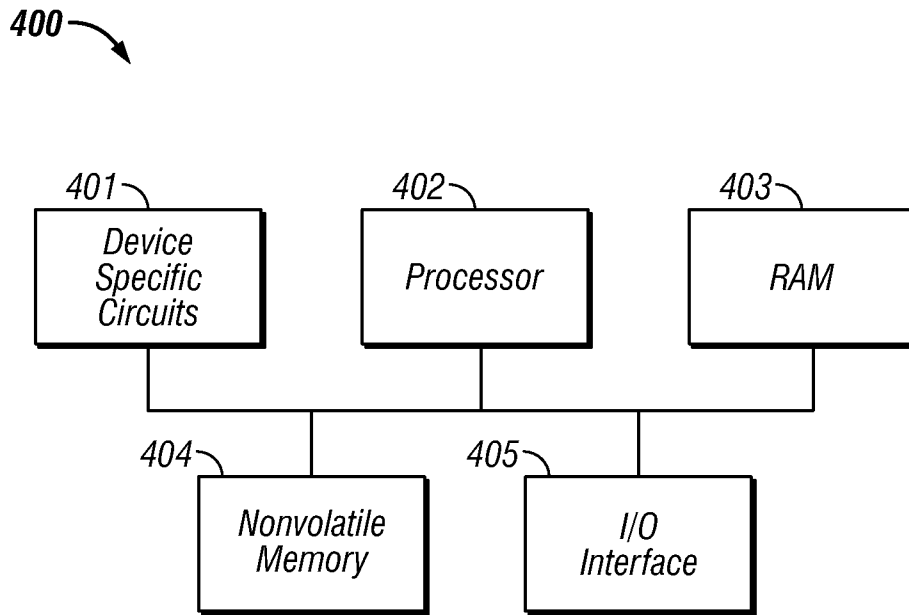 400
401
402
403
Device
Specific
Circuits
Processor
RAM
404
405
Nonvolatile
Memory
I/O
Interface